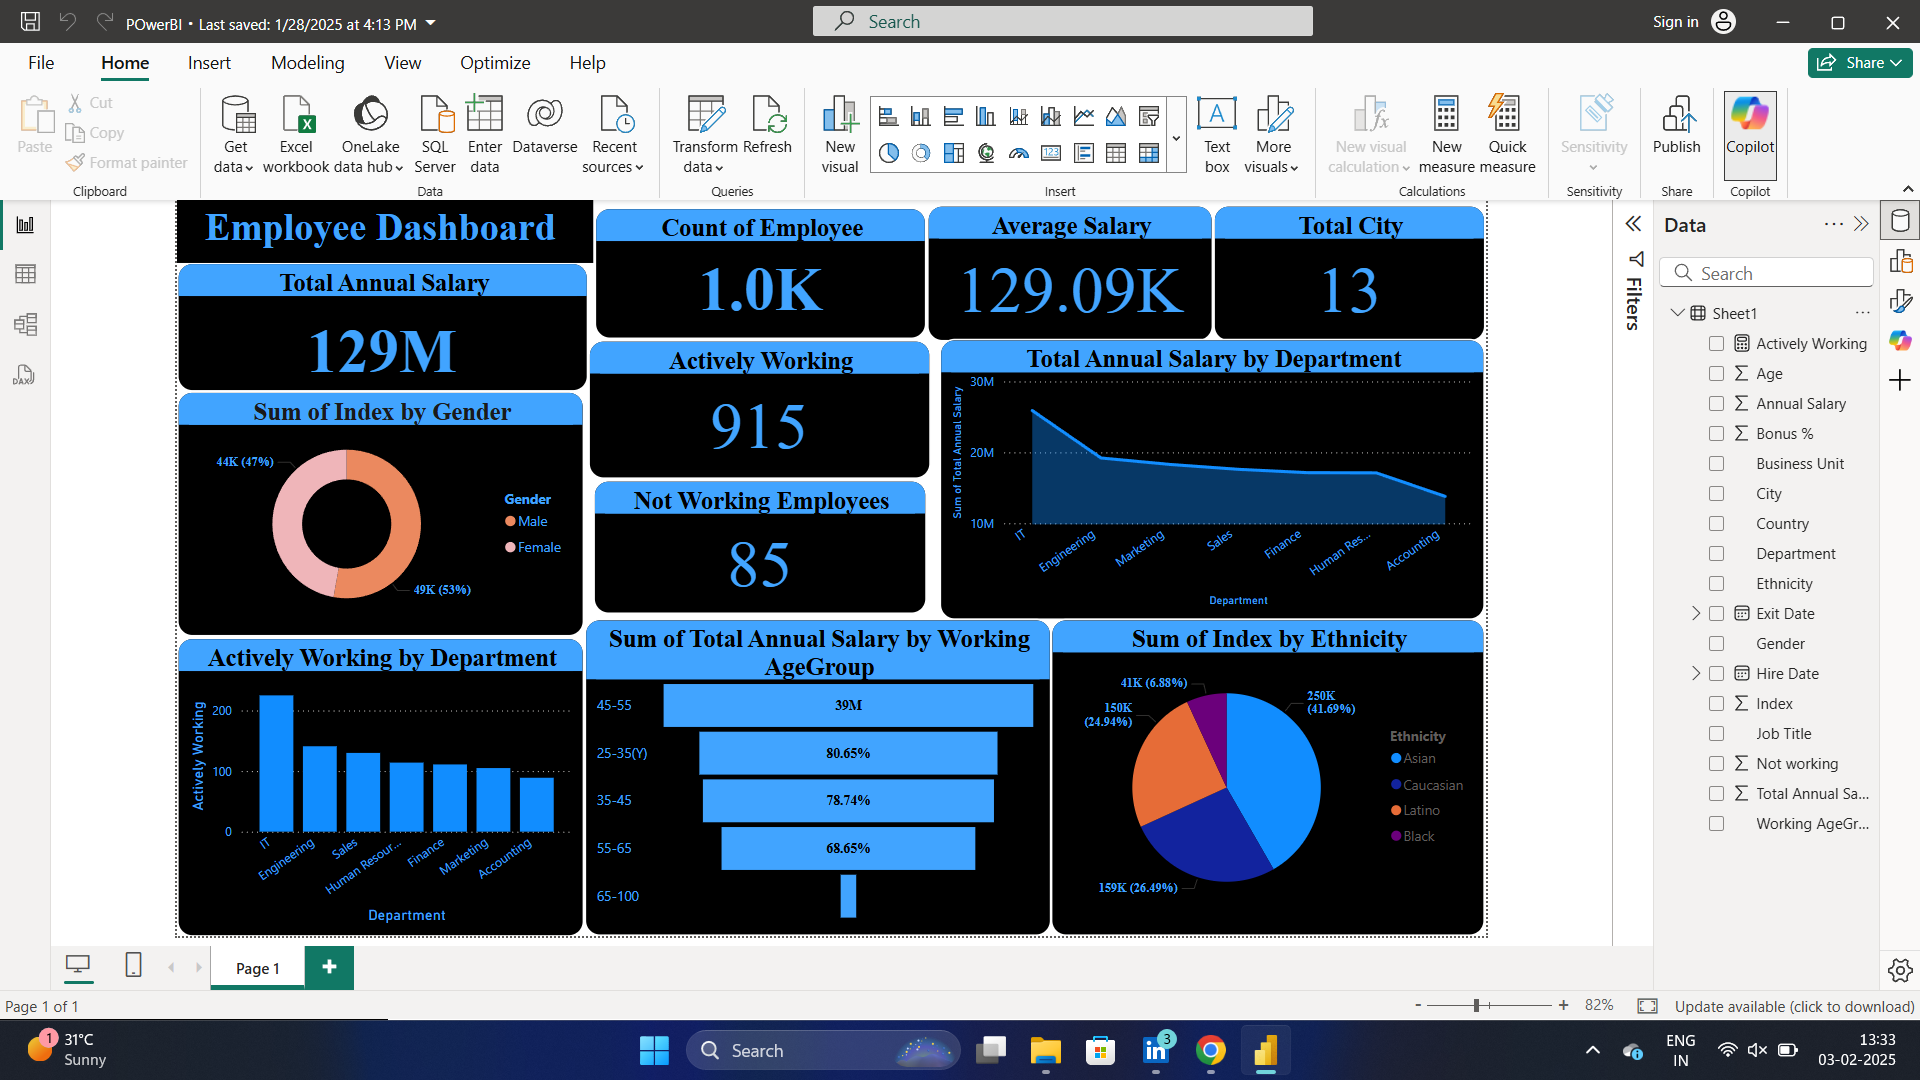 POwerBI • Last saved: 1/28/2025 at 4:13 PM
Search
Sign in
File
Home
Insert
Modeling
View
Optimize
Help
Share
Paste
Cut
Copy
Format painter
Clipboard
Get data
Excel workbook
OneLake data hub
SQL Server
Enter data
Dataverse
Recent sources
Data
Transform data
Refresh
Queries
New visual
123
A
Text box
More visuals
Insert
New visual calculation
New measure
Quick measure
Calculations
Sensitivity
Sensitivity
Publish
Share
Copilot
Copilot
DAX
Employee Dashboard
Count of Employee
1.0K
Average Salary
129.09K
Total City
13
Total Annual Salary
129M
Actively Working
915
Not Working Employees
85
Sum of Index by Gender
44K (47%)
49K (53%)
Gender
Male
Female
Total Annual Salary by Department
Sum of Total Annual Salary
30M
20M
10M
IT
Engineering
Marketing
Sales
Finance
Human Res...
Accounting
Department
Actively Working by Department
Actively Working
200
100
0
IT
Engineering
Sales
Human Resour...
Finance
Marketing
Accounting
Department
Sum of Total Annual Salary by Working
AgeGroup
45-55
39M
25-35(Y)
80.65%
35-45
78.74%
55-65
68.65%
65-100
Sum of Index by Ethnicity
41K (6.88%)
150K
(24.94%)
250K
(41.69%)
159K (26.49%)
Ethnicity
Asian
Caucasian
Latino
Black
Filters
Data
Search
Sheet1
Actively Working
Age
Annual Salary
Bonus %
Business Unit
City
Country
Department
Ethnicity
Exit Date
Gender
Hire Date
Index
Job Title
Not working
Total Annual Sa...
Working AgeGr...
Page 1
Page 1 of 1
82%
Update available (click to download)
1
31°C
Sunny
Search
3
ENG
IN
13:33
03-02-2025